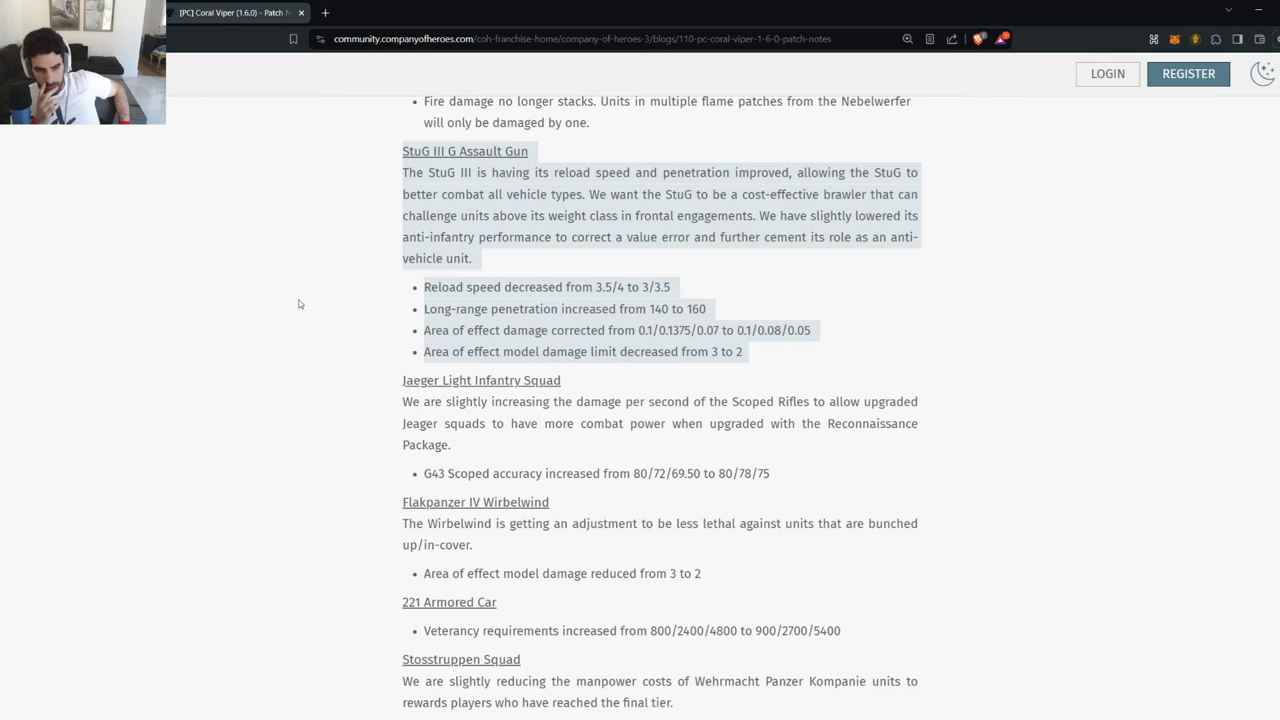 [PC] Coral Viper (1.6.0) - Patch N
community.companyofheroes.com/coh-franchise-home/company-of-heroes-3/blogs/110-pc-coral-viper-1-6-0-patch-notes
LOGIN
REGISTER
• Fire damage no longer stacks. Units in multiple flame patches from the Nebelwerfer
will only be damaged by one.
StuG III G Assault Gun
The StuG III is having its reload speed and penetration improved, allowing the StuG to
better combat all vehicle types. We want the StuG to be a cost-effective brawler that can
challenge units above its weight class in frontal engagements. We have slightly lowered its
anti-infantry performance to correct a value error and further cement its role as an anti-
vehicle unit.
• Reload speed decreased from 3.5/4 to 3/3.5
• Long-range penetration increased from 140 to 160
• Area of effect damage corrected from 0.1/0.1375/0.07 to 0.1/0.08/0.05
• Area of effect model damage limit decreased from 3 to 2
Jaeger Light Infantry Squad
We are slightly increasing the damage per second of the Scoped Rifles to allow upgraded
Jeager squads to have more combat power when upgraded with the Reconnaissance
Package.
• G43 Scoped accuracy increased from 80/72/69.50 to 80/78/75
Flakpanzer IV Wirbelwind
The Wirbelwind is getting an adjustment to be less lethal against units that are bunched
up/in-cover.
• Area of effect model damage reduced from 3 to 2
221 Armored Car
• Veterancy requirements increased from 800/2400/4800 to 900/2700/5400
Stosstruppen Squad
We are slightly reducing the manpower costs of Wehrmacht Panzer Kompanie units to
rewards players who have reached the final tier.